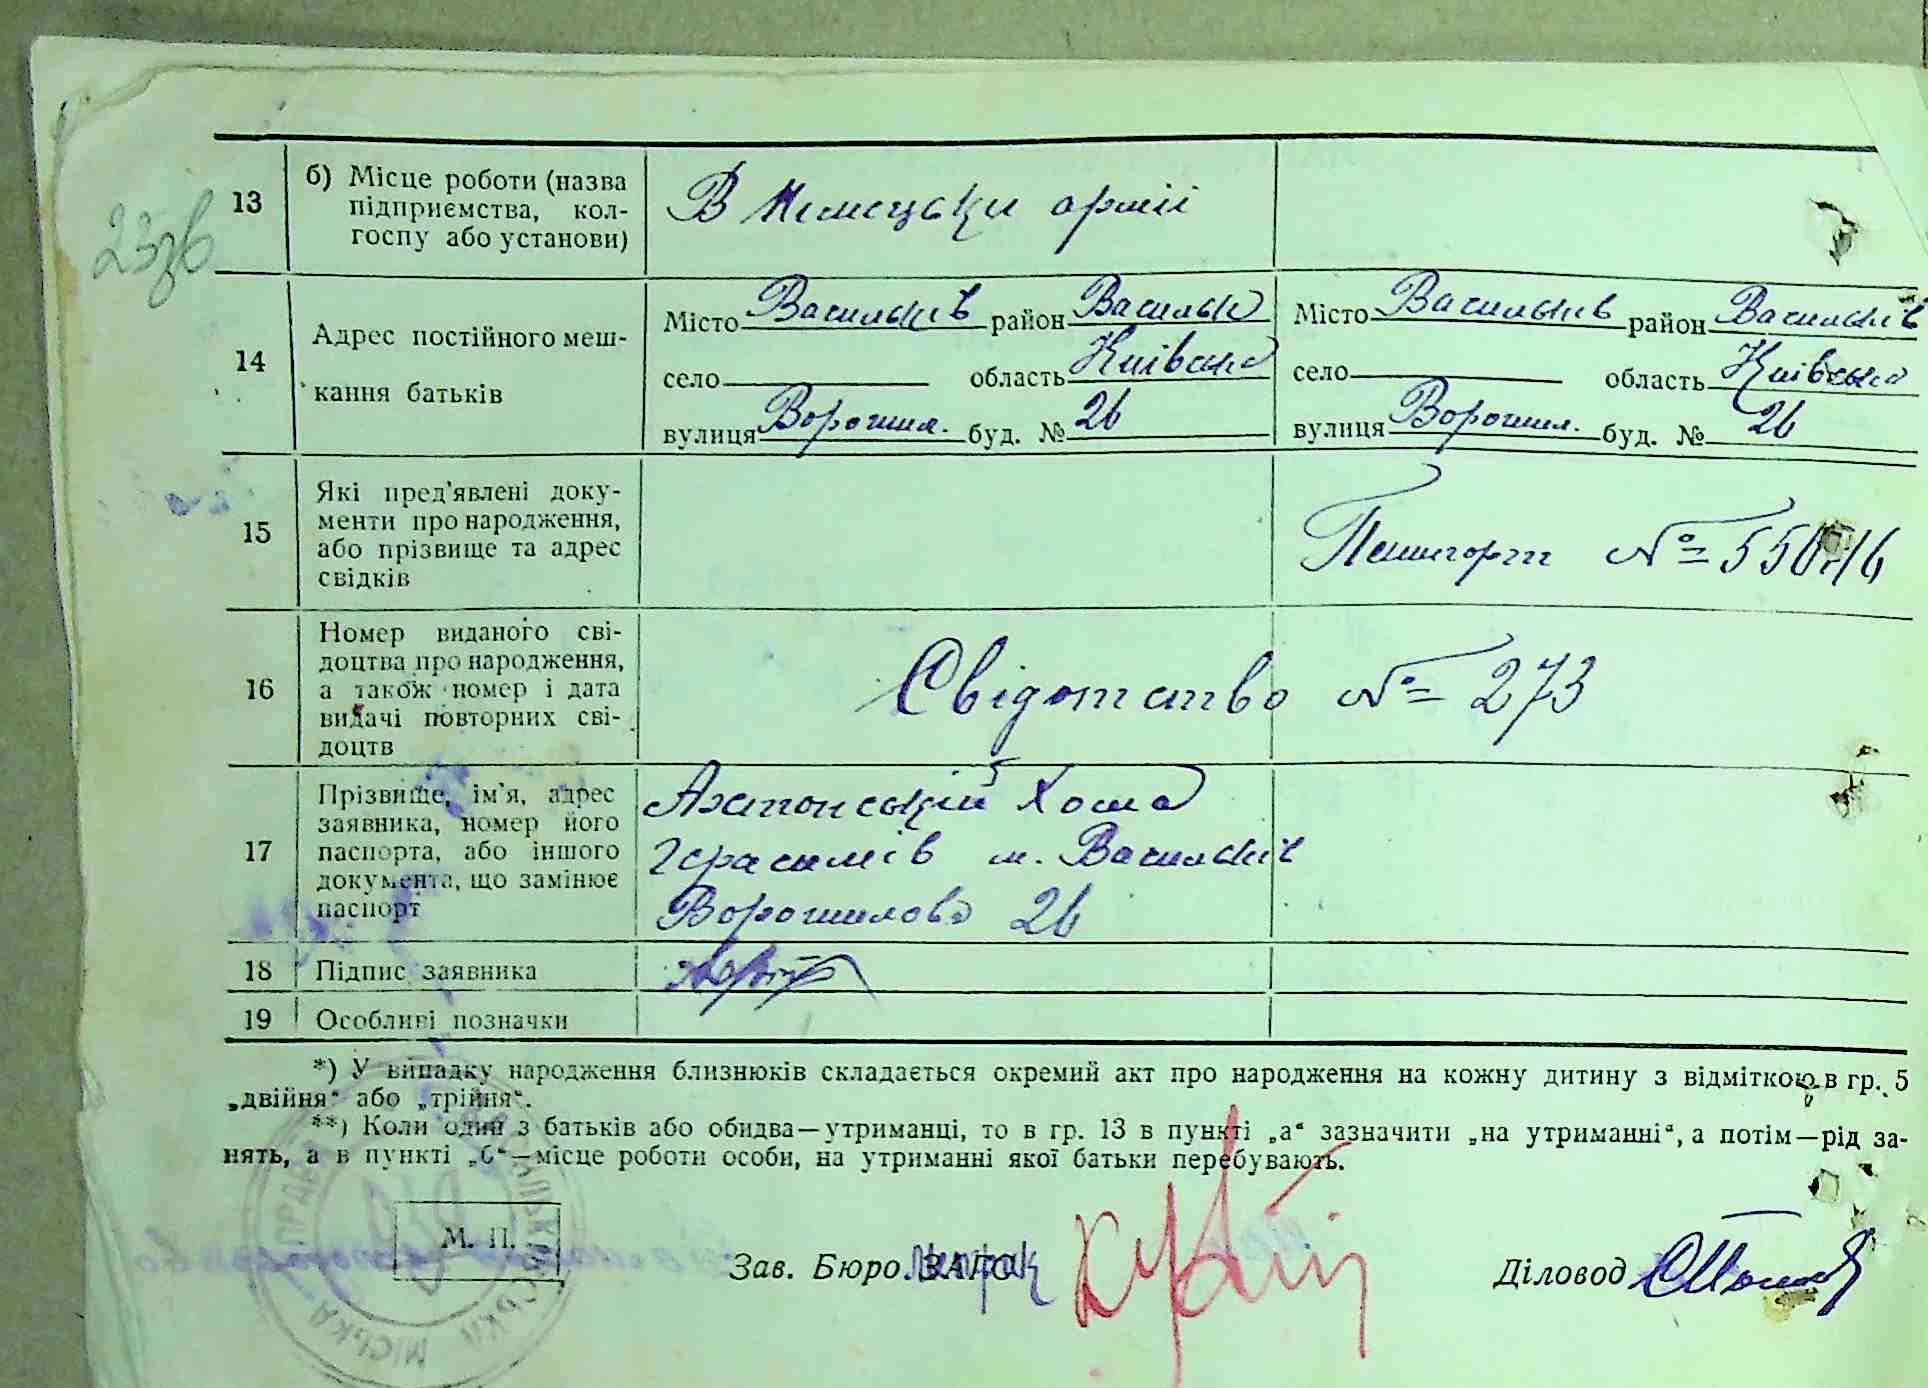 23зв
13
б) Місце роботи (назва
підприємства, кол-
госпу або установи)
В Немецьки армії
14
Адрес постійного меш-
кання батьків
Місто Васильків район Васильк
село область Київська
вулиця Ворошил. буд. № 26
Місто Васильків район Васильків
село область Київська
вулиця Ворошил. буд. № 26
15
Які пред'явлені доку-
менти про народження,
або прізвище та адрес
свідків
№
16
Номер виданого сві-
доцтва про народження,
а також номер і дата
видачі повторних сві-
доцтв
Свідотство № 273
17
Прізвище, ім'я, адрес
заявника, номер його
паспорта, або іншого
документа, що замінює
паспорт
Хома
Герасимів м. Васильків
Ворошилова 26
18
Підпис заявника
19
Особливі позначки
*) У випадку народження близнюків складається окремий акт про народження на кожну дитину з відміткою в гр. 5
„двійня“ або „трійня“.
**) Коли один з батьків або обидва—утриманці, то в гр. 13 в пункті „а“ зазначити „на утриманні“, а потім—рід за-
нять, а в пункті „б“—місце роботи особи, на утриманні якої батьки перебувають.
М. П.
Зав. Бюро ЗАГС
Діловод
МІСЬКА